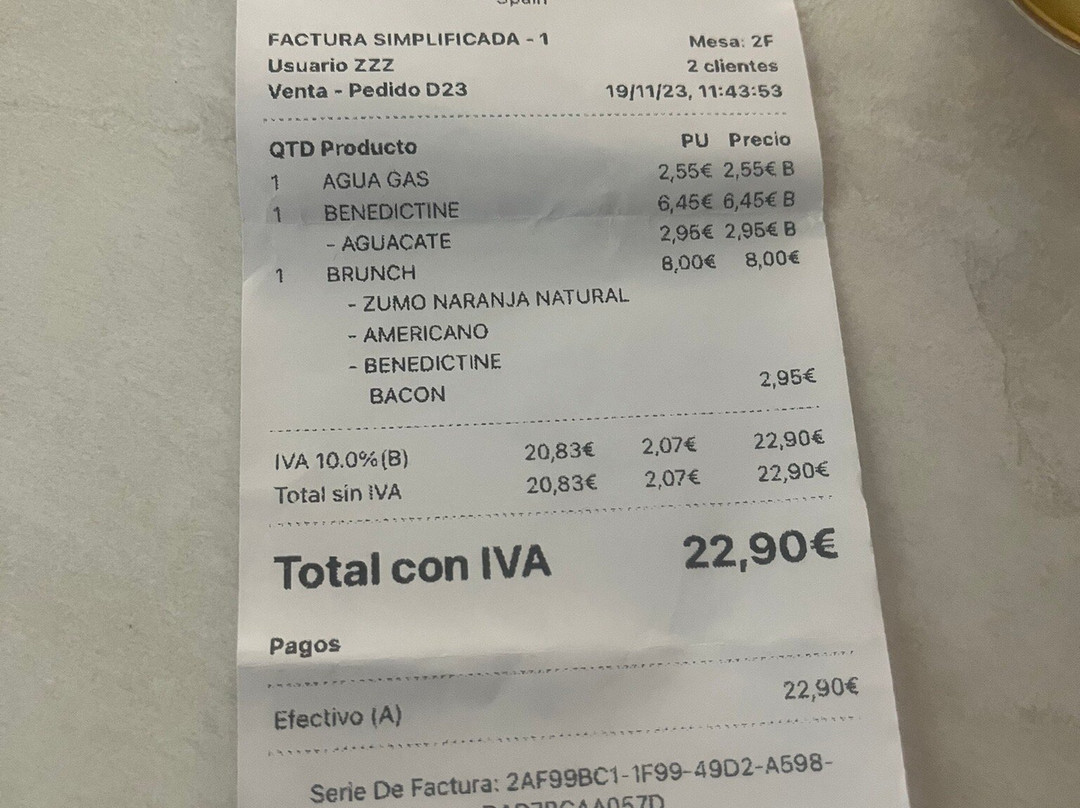 Spain
FACTURA SIMPLIFICADA - 1 Mesa: 2F
Usuario ZZZ 2 clientes
Venta - Pedido D23 19/11/23, 11:43:53
QTD Producto PU Precio
1 AGUA GAS 2,55€ 2,55€ B
1 BENEDICTINE 6,45€ 6,45€ B
- AGUACATE 2,95€ 2,95€ B
1 BRUNCH 8,00€ 8,00€
- ZUMO NARANJA NATURAL
- AMERICANO
- BENEDICTINE
BACON 2,95€
IVA 10.0% (B) 20,83€ 2,07€ 22,90€
Total sin IVA 20,83€ 2,07€ 22,90€
Total con IVA 22,90€
Pagos
Efectivo (A) 22,90€
Serie De Factura: 2AF99BC1-1F99-49D2-A598-